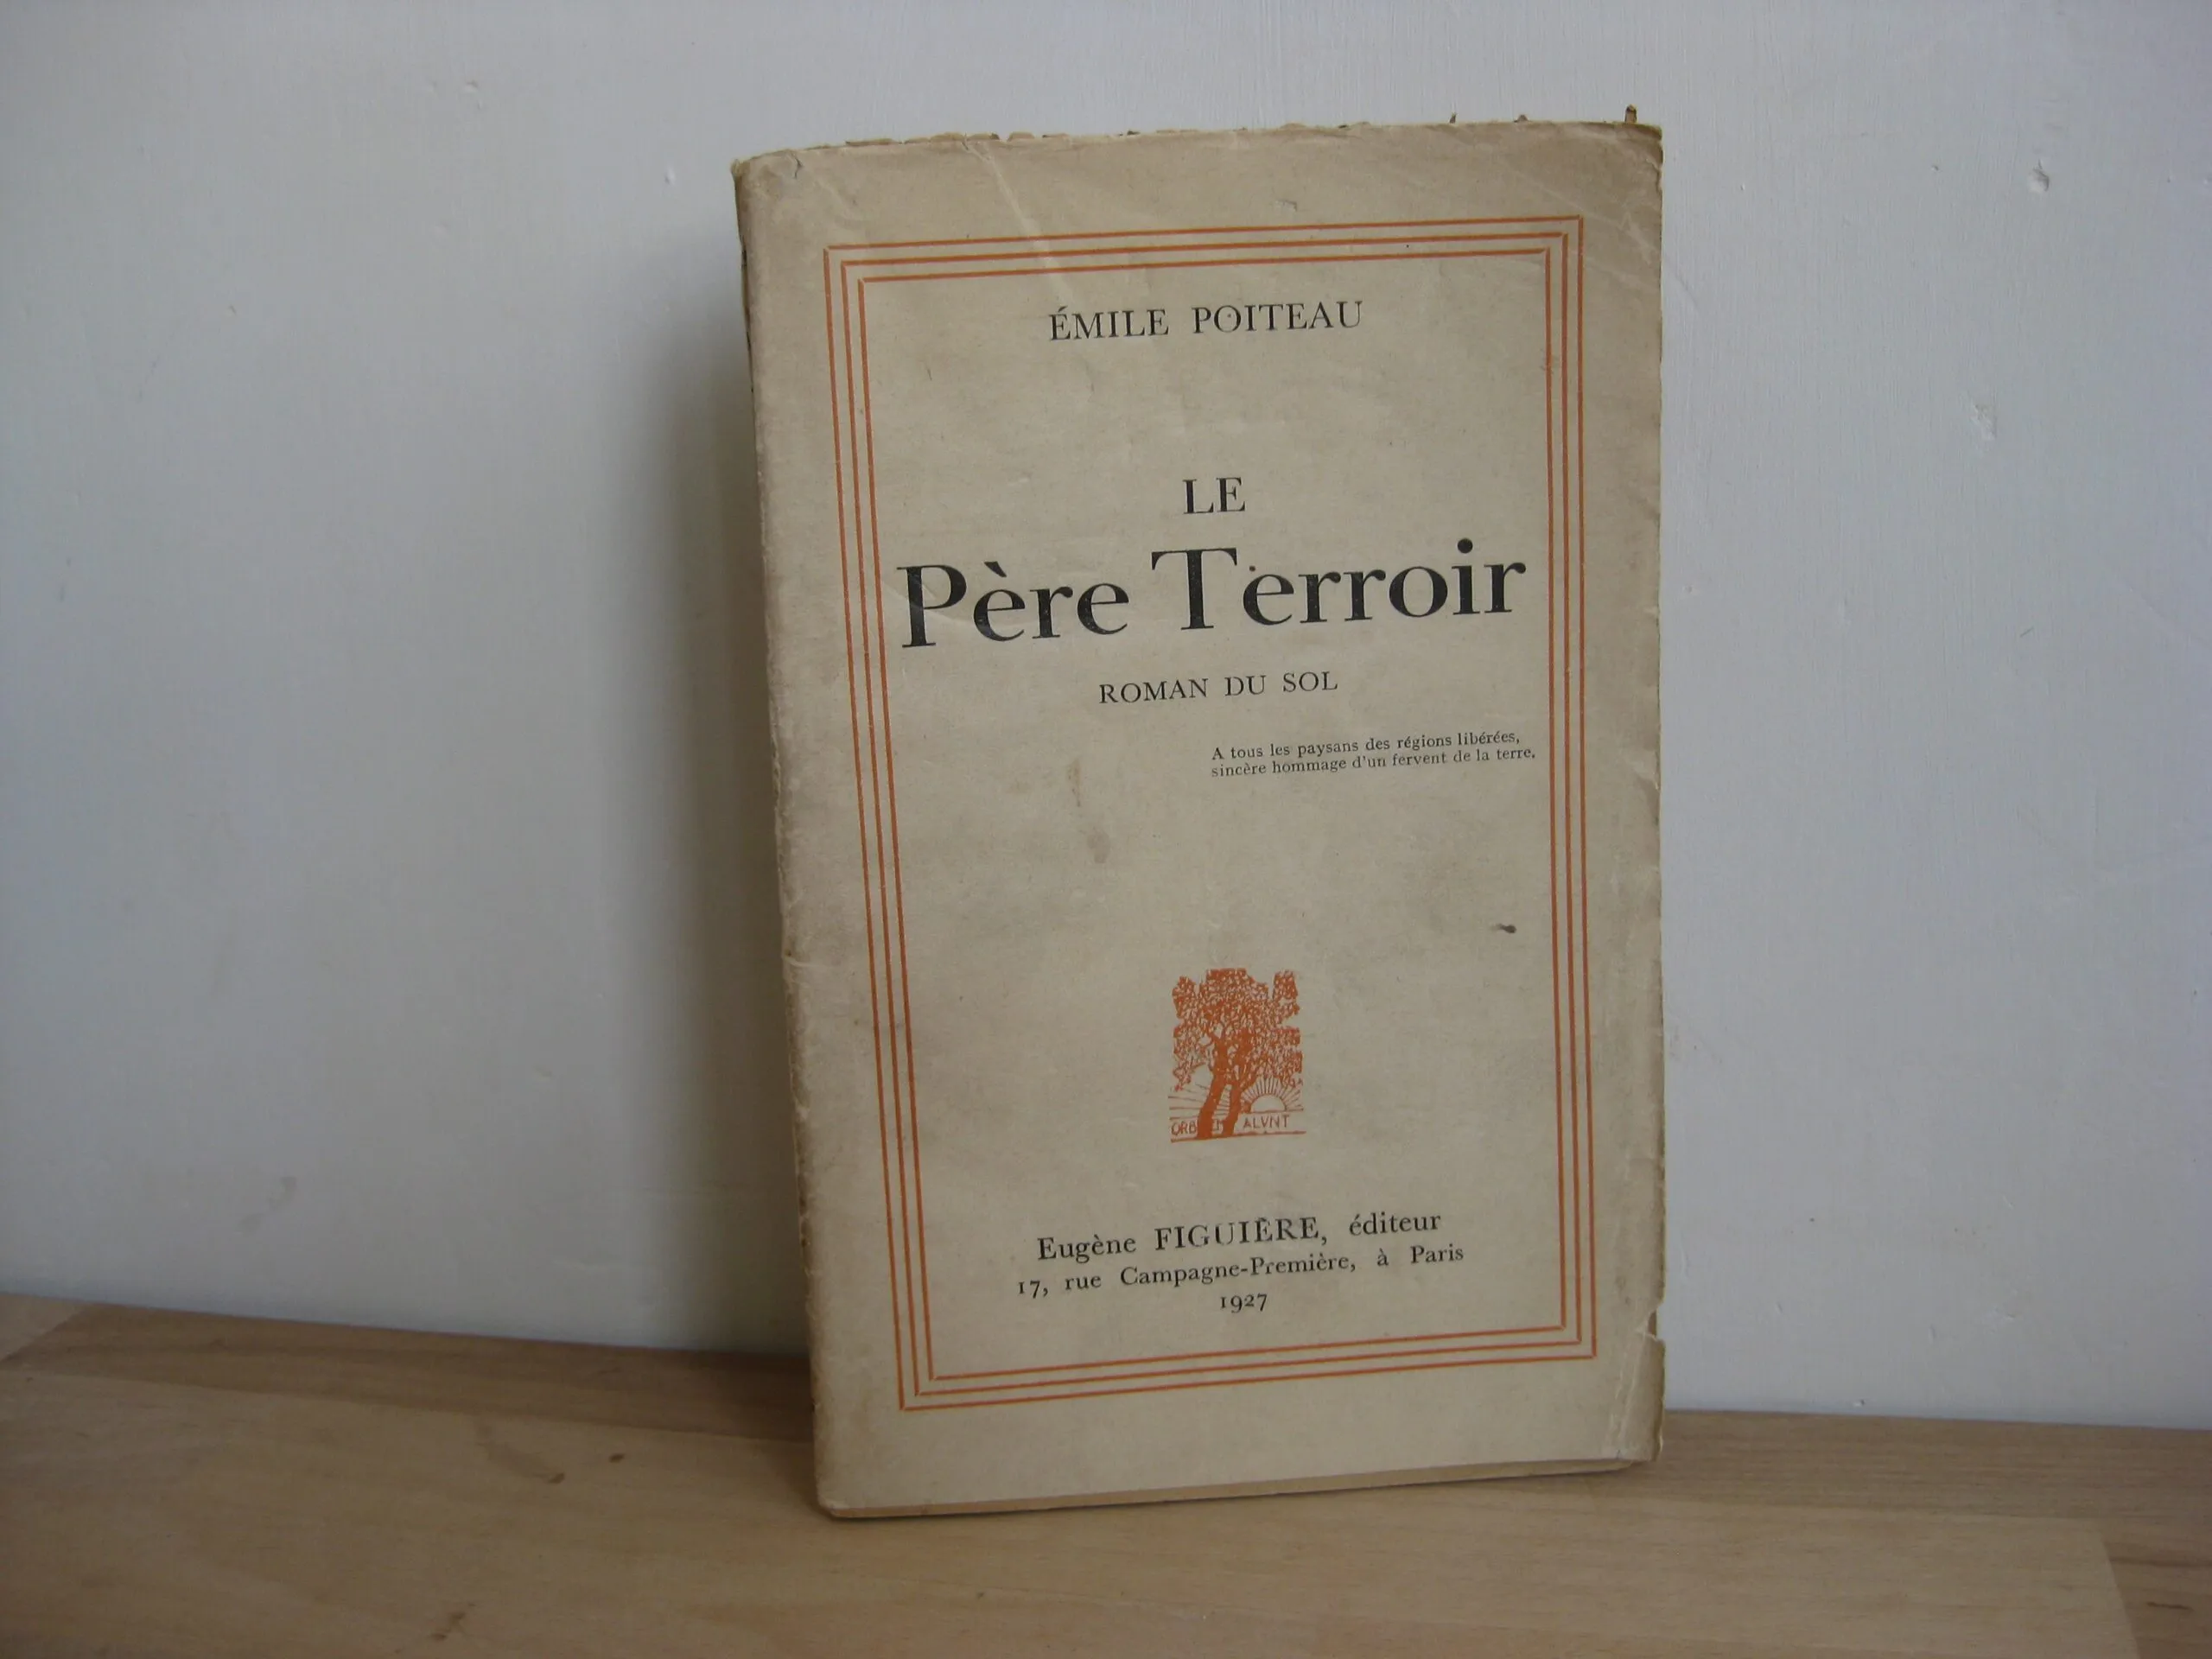 ÉMILE POITEAU
LE
Père Terroir
ROMAN DU SOL
A tous les paysans des régions libérées,
sincère hommage d'un fervent de la terre.
ALVNT
Eugène FIGUIÈRE, éditeur
17, rue Campagne-Première, à Paris
1927